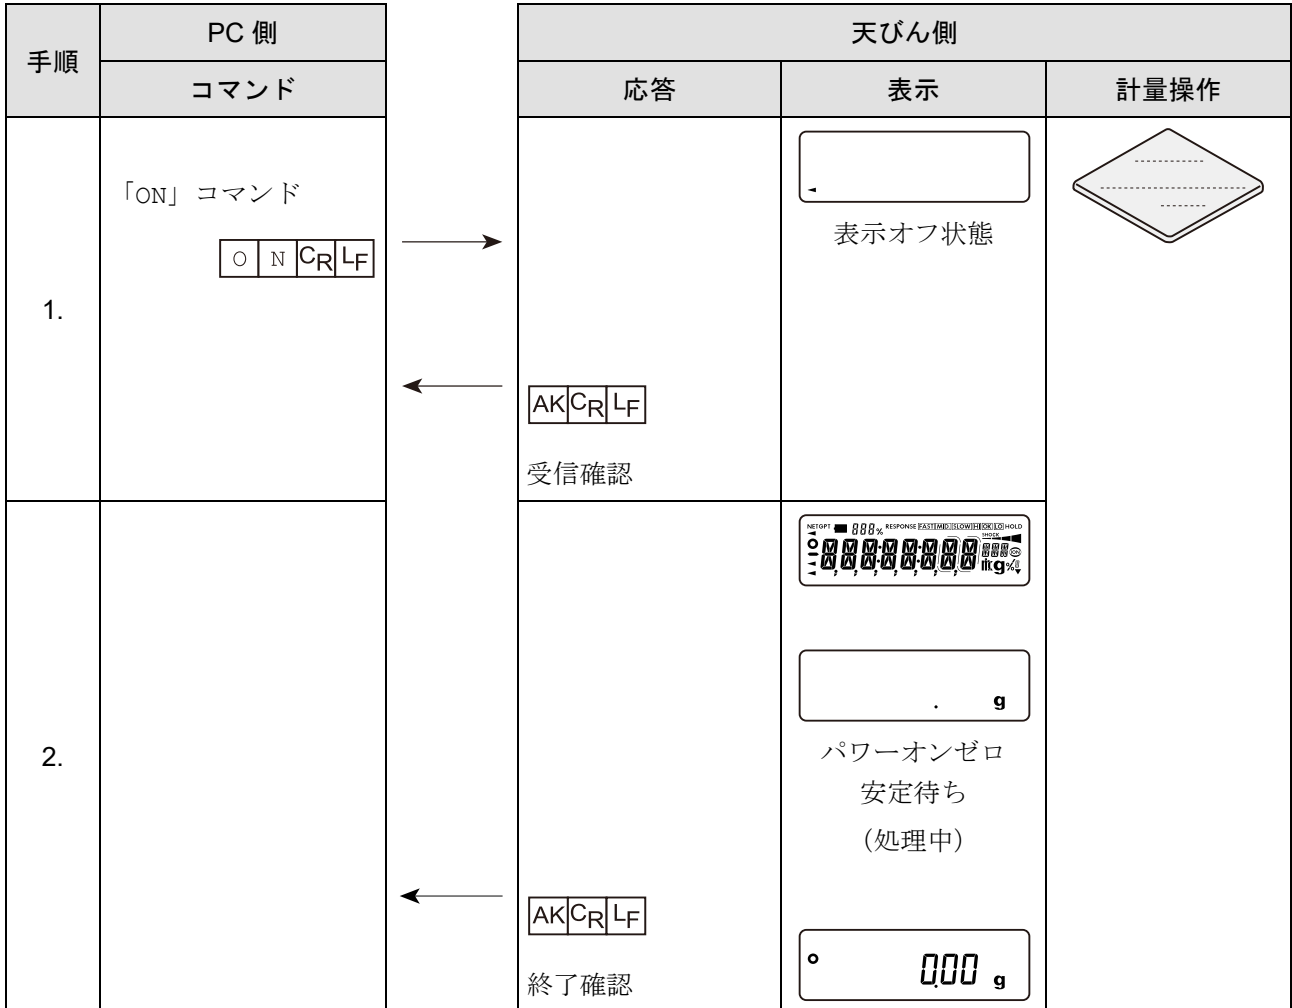 手順
PC 側
天びん側
コマンド
応答
表示
計量操作
1.
「ON」コマンド
O N CR LF
表示オフ状態
AK CR LF
受信確認
2.
NET G PT 888% RESPONSE FAST MID. SLOW HI OK LO HOLD
SHOCK
. g
パワーオンゼロ
安定待ち
(処理中)
AK CR LF
終了確認
0.00 g